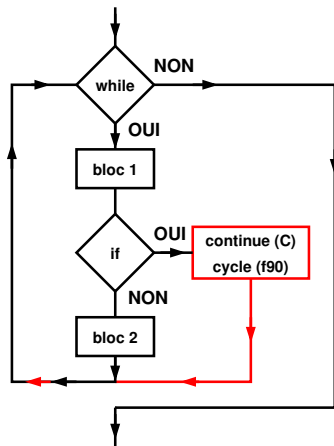 NON
while
OUI
bloc 1
OUI
continue (C)
if
cycle (f90)
NON
bloc 2